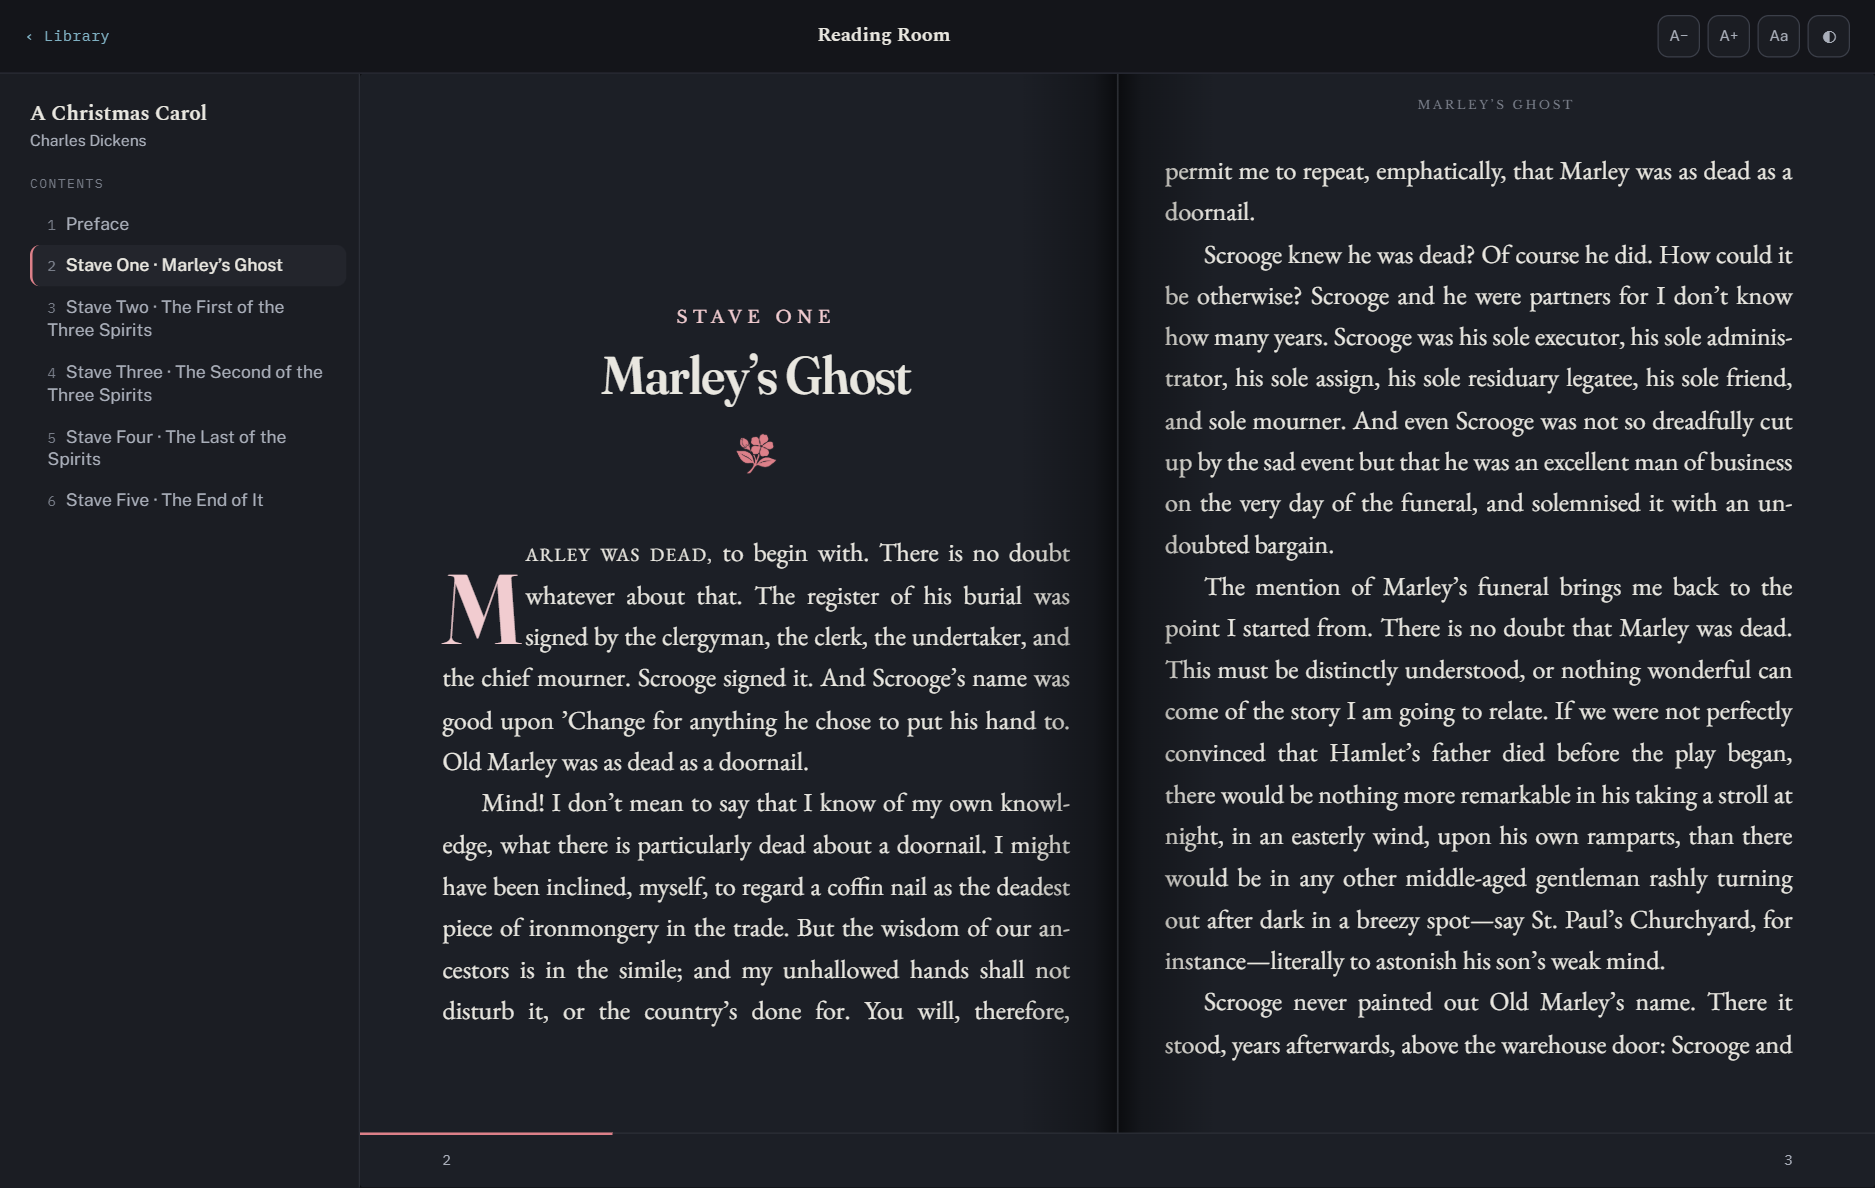 ‹ Library
Reading Room
A−
A+
Aa
A Christmas Carol
Charles Dickens
CONTENTS
1 Preface
2 Stave One · Marley’s Ghost
3 Stave Two · The First of the
Three Spirits
4 Stave Three · The Second of the
Three Spirits
5 Stave Four · The Last of the
Spirits
6 Stave Five · The End of It
STAVE ONE
Marley’s Ghost
MARLEY WAS DEAD, to begin with. There is no doubt
whatever about that. The register of his burial was
signed by the clergyman, the clerk, the undertaker, and
the chief mourner. Scrooge signed it. And Scrooge’s name was
good upon ’Change for anything he chose to put his hand to.
Old Marley was as dead as a doornail.
Mind! I don’t mean to say that I know of my own knowl-
edge, what there is particularly dead about a doornail. I might
have been inclined, myself, to regard a coffin nail as the deadest
piece of ironmongery in the trade. But the wisdom of our an-
cestors is in the simile; and my unhallowed hands shall not
disturb it, or the country’s done for. You will, therefore,
2
MARLEY’S GHOST
permit me to repeat, emphatically, that Marley was as dead as a
doornail.
Scrooge knew he was dead? Of course he did. How could it
be otherwise? Scrooge and he were partners for I don’t know
how many years. Scrooge was his sole executor, his sole adminis-
trator, his sole assign, his sole residuary legatee, his sole friend,
and sole mourner. And even Scrooge was not so dreadfully cut
up by the sad event but that he was an excellent man of business
on the very day of the funeral, and solemnised it with an un-
doubted bargain.
The mention of Marley’s funeral brings me back to the
point I started from. There is no doubt that Marley was dead.
This must be distinctly understood, or nothing wonderful can
come of the story I am going to relate. If we were not perfectly
convinced that Hamlet’s father died before the play began,
there would be nothing more remarkable in his taking a stroll at
night, in an easterly wind, upon his own ramparts, than there
would be in any other middle-aged gentleman rashly turning
out after dark in a breezy spot—say St. Paul’s Churchyard, for
instance—literally to astonish his son’s weak mind.
Scrooge never painted out Old Marley’s name. There it
stood, years afterwards, above the warehouse door: Scrooge and
3